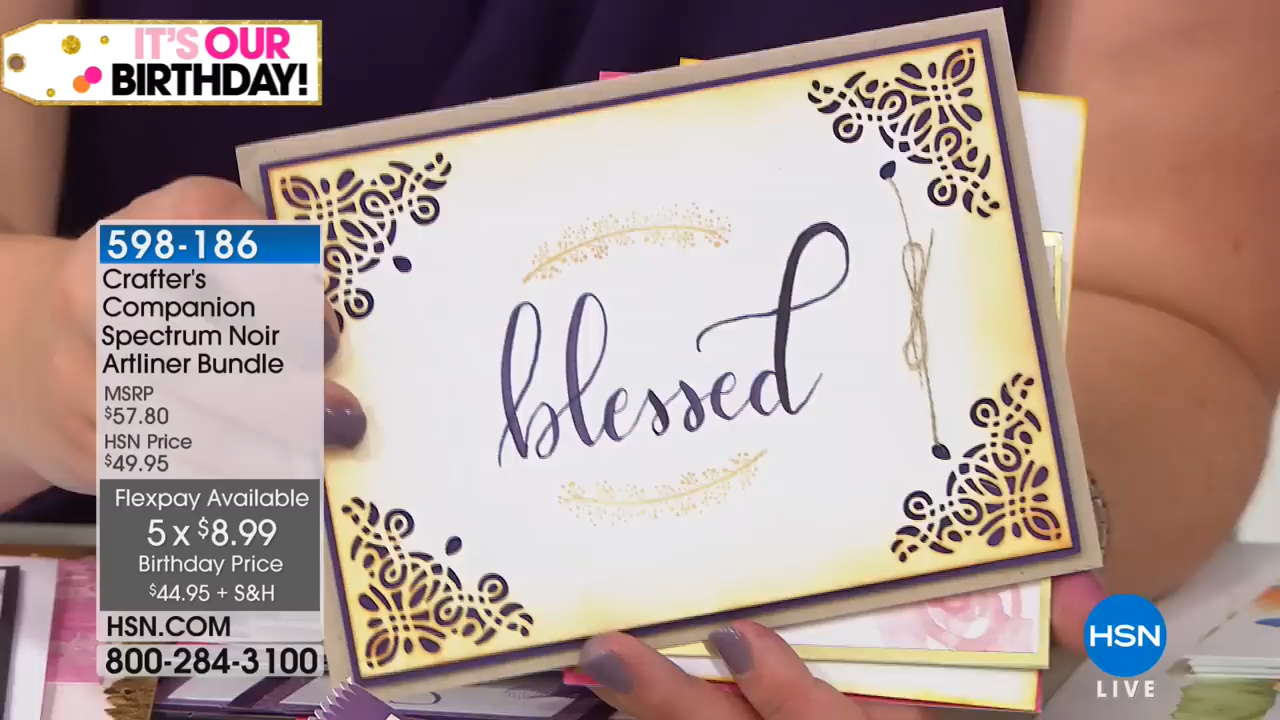 IT'S OUR
BIRTHDAY!
598-186
Crafter's
Companion
Spectrum Noir
Artliner Bundle
MSRP
$57.80
HSN Price
$49.95
Flexpay Available
5 x $8.99
Birthday Price
$44.95 + S&H
HSN.COM
800-284-3100
blessed
HSN
LIVE